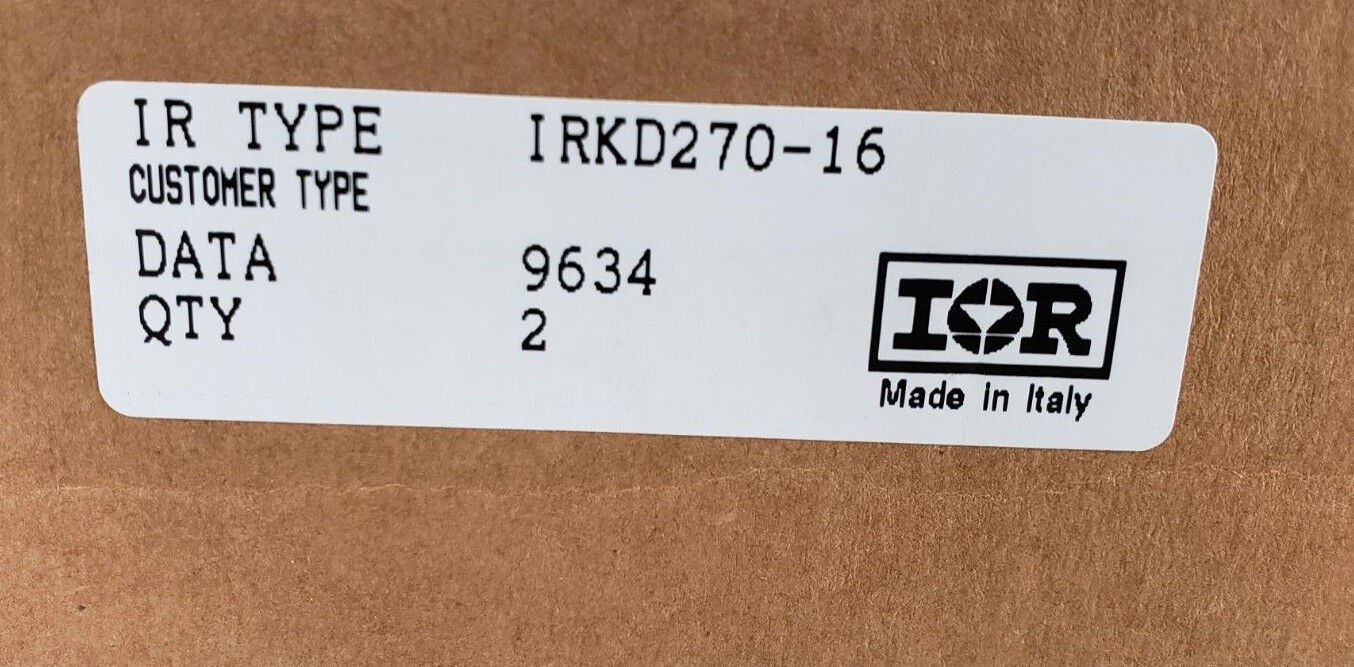 IR TYPE IRKD270-16
CUSTOMER TYPE
DATA 9634
QTY 2
IOR
Made in Italy